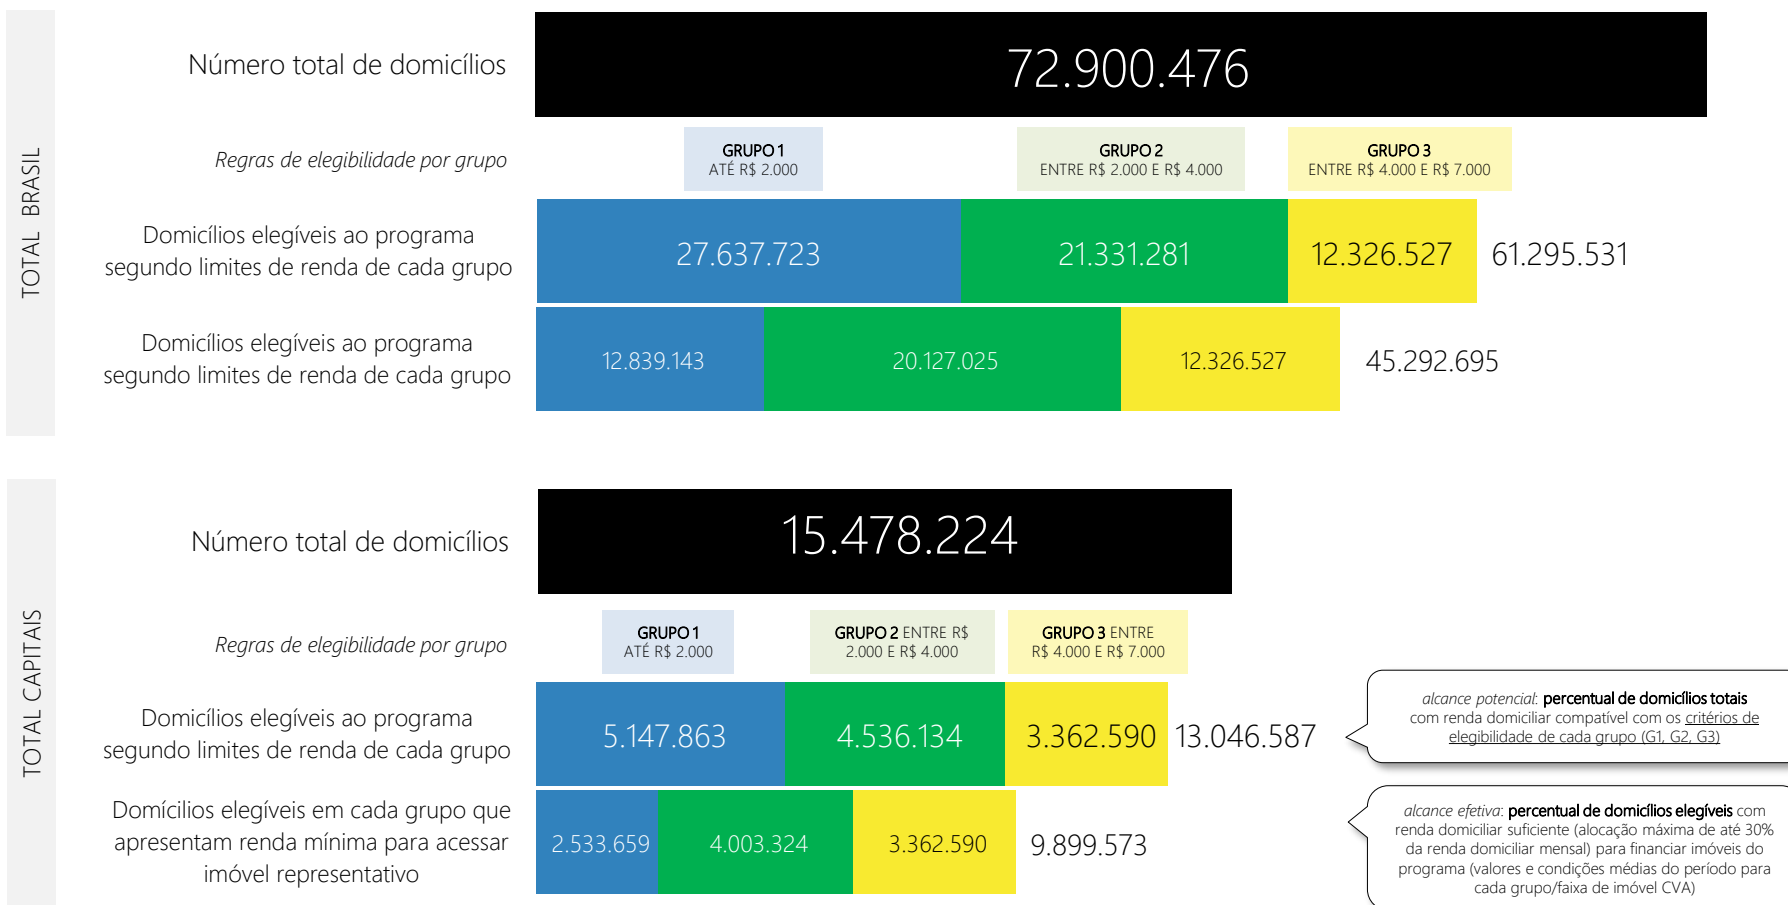 TOTAL BRASIL
Número total de domicílios
72.900.476
Regras de elegibilidade por grupo
GRUPO 1
ATÉ R$ 2.000
GRUPO 2
ENTRE R$ 2.000 E R$ 4.000
GRUPO 3
ENTRE R$ 4.000 E R$ 7.000
Domicílios elegíveis ao programa
segundo limites de renda de cada grupo
27.637.723
21.331.281
12.326.527
61.295.531
Domicílios elegíveis ao programa
segundo limites de renda de cada grupo
12.839.143
20.127.025
12.326.527
45.292.695
TOTAL CAPITAIS
Número total de domicílios
15.478.224
Regras de elegibilidade por grupo
GRUPO 1
ATÉ R$ 2.000
GRUPO 2 ENTRE R$
2.000 E R$ 4.000
GRUPO 3 ENTRE
R$ 4.000 E R$ 7.000
Domicílios elegíveis ao programa
segundo limites de renda de cada grupo
5.147.863
4.536.134
3.362.590
13.046.587
alcance potencial: percentual de domicílios totais
com renda domiciliar compatível com os critérios de
elegibilidade de cada grupo (G1, G2, G3)
Domícilios elegíveis em cada grupo que
apresentam renda mínima para acessar
imóvel representativo
2.533.659
4.003.324
3.362.590
9.899.573
alcance efetiva: percentual de domicílios elegíveis com
renda domiciliar suficiente (alocação máxima de até 30%
da renda domiciliar mensal) para financiar imóveis do
programa (valores e condições médias do período para
cada grupo/faixa de imóvel CVA)